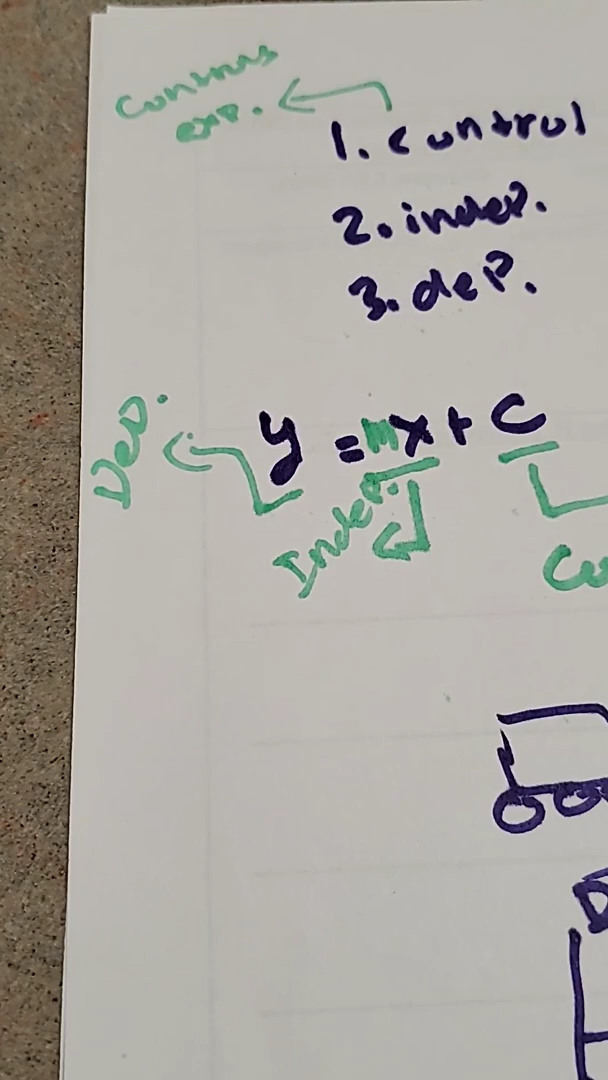 Controls
exp.
1. control
2. indep.
3. dep.
Dep.
y = mx + c
Indep.
D